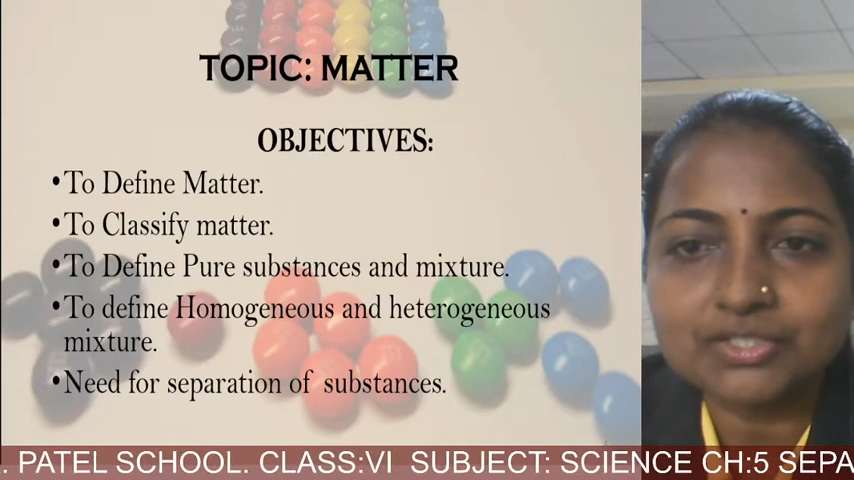 TOPIC: MATTER
OBJECTIVES:
•To Define Matter.
•To Classify matter.
•To Define Pure substances and mixture.
•To define Homogeneous and heterogeneous
mixture.
•Need for separation of substances.
. PATEL SCHOOL. CLASS:VI SUBJECT: SCIENCE CH:5 SEPA